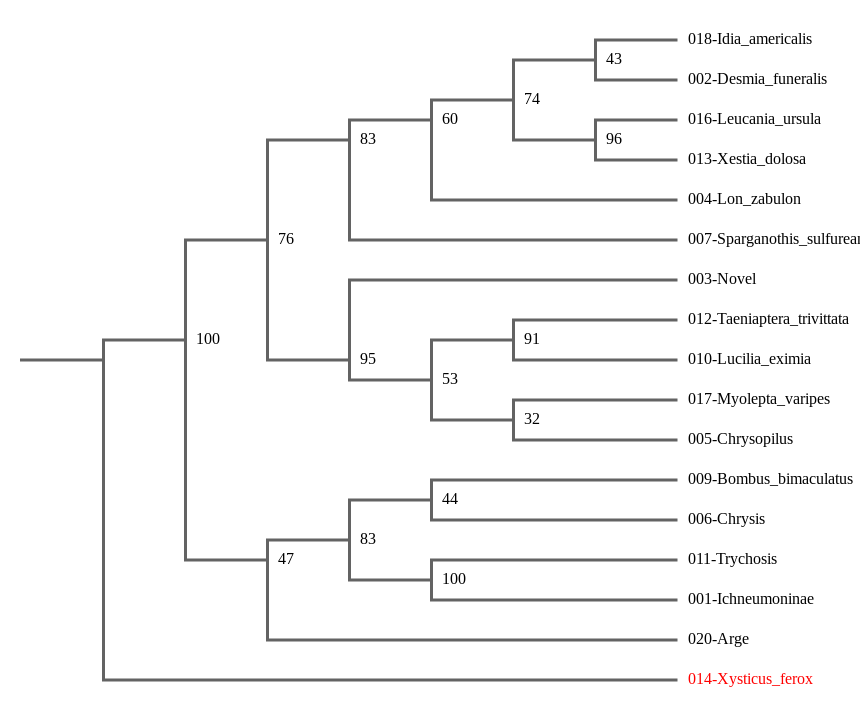 018-Idia_americalis
43
002-Desmia_funeralis
74
60
016-Leucania_ursula
83
96
013-Xestia_dolosa
004-Lon_zabulon
76
007-Sparganothis_sulfurea
003-Novel
012-Taeniaptera_trivittata
100
91
95
010-Lucilia_eximia
53
017-Myolepta_varipes
32
005-Chrysopilus
009-Bombus_bimaculatus
44
006-Chrysis
83
47
011-Trychosis
100
001-Ichneumoninae
020-Arge
014-Xysticus_ferox